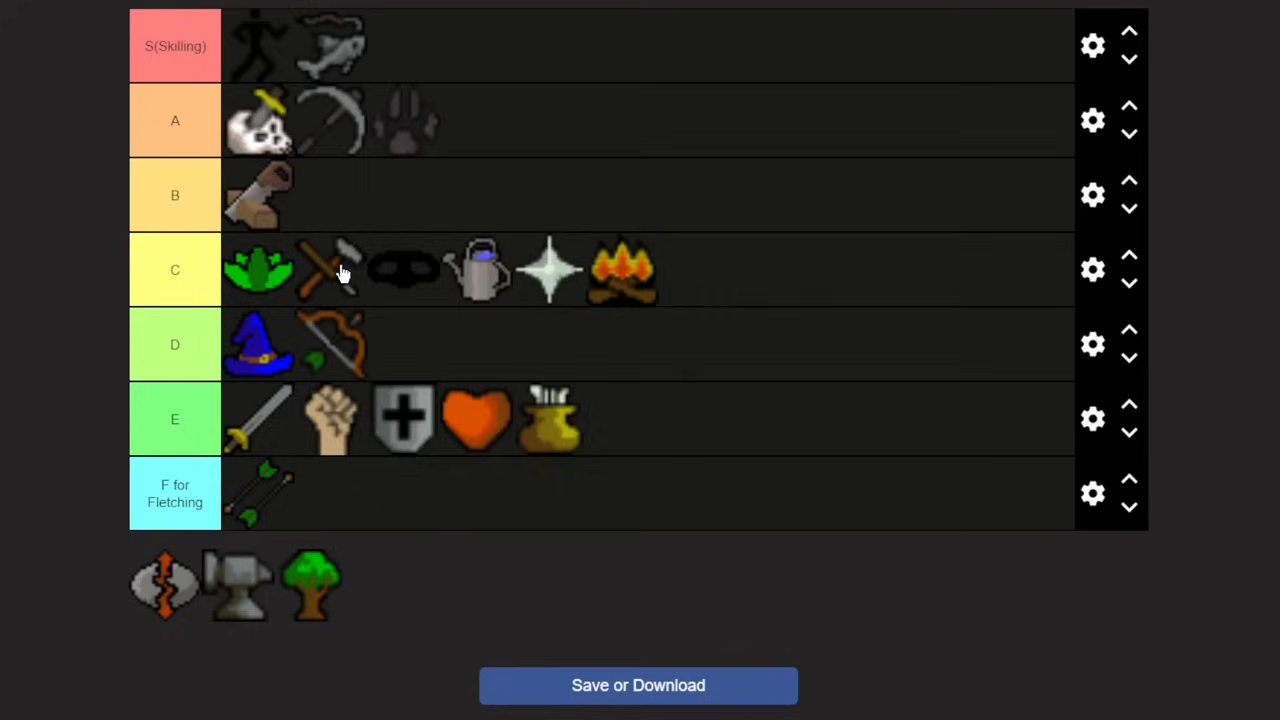 S(Skilling)
A
B
C
D
E
F for
Fletching
Save or Download